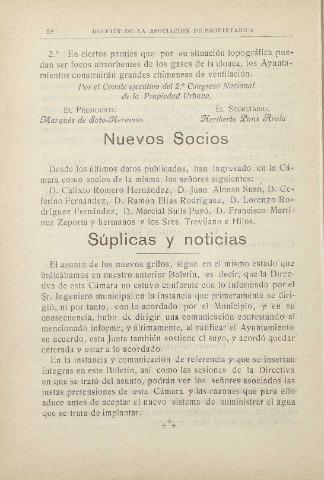 28 BOLETÍN DE LA ASOCIACIÓN DE PROPIETARIOS
2.º En ciertos parajes que por su situación topográfica pue-
dan ser focos absorbentes de los gases de la cloaca, los Ayunta-
mientos construirán grandes chimeneas de ventilación.
Por el Comité ejecutivo del 2.º Congreso Nacional
de la Propiedad Urbana,
EL PRESIDENTE, EL SECRETARIO,
Marqués de Soto-Hermoso Heriberto Pons Arola
Nuevos Socios
Desde los últimos datos publicados, han ingresado en la Cá-
mara como socios de la misma, los señores siguientes:
D. Calixto Romero Hernández, D. Juan Alonso Suso, D. Ce-
ferino Fernández, D. Ramón Elías Rodríguez, D. Lorenzo Ro-
dríguez Fernández, D. Marcial Suils Puyó, D. Francisco Martí-
nez Zaporta y hermanos y los Sres. Trevijano e Hijos.
Súplicas y noticias
El asunto de los nuevos grifos, sigue en el mismo estado que
indicábamos en nuestro anterior Boletín, es decir, que la Direc-
tiva de esta Cámara no estuvo conforme con lo informado por el
Sr. Ingeniero municipal en la instancia que primeramente se diri-
gió, ni por tanto, con lo acordado por el Municipio, y en su
consecuencia, hubo de dirigir una comunicación contestando al
mencionado informe, y últimamente, al ratificar el Ayuntamiento
su acuerdo, esta Junta también sostiene el suyo, y acordó quedar
enterada y estar a lo acordado.
En la instancia y comunicación de referencia y que se insertan
íntegras en este Boletín, así como las sesiones de la Directiva
en que se trató del asunto, podrán ver los señores asociados las
justas pretensiones de esta Cámara y las razones que para ello
aduce antes de aceptar el nuevo sistema de suministrar el agua
que se trata de implantar.
***